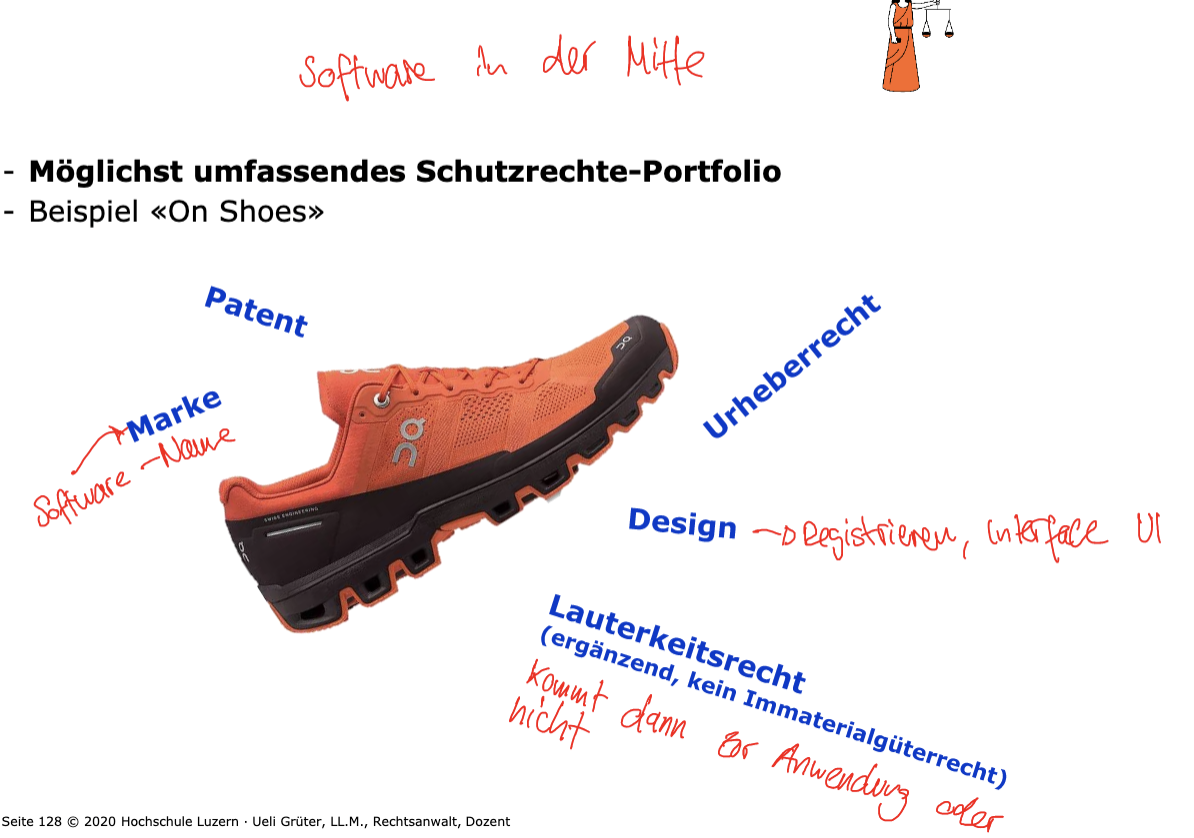 Software in der Mitte
- Möglichst umfassendes Schutzrechte-Portfolio
- Beispiel «On Shoes»
Patent
Urheberrecht
Marke
Software-Name
SWISS ENGINEERING
Design → Registrieren, Interface UI
Lauterkeitsrecht
(ergänzend, kein Immaterialgüterrecht)
kommt dann zur Anwendung oder
nicht
Seite 128 © 2020 Hochschule Luzern · Ueli Grüter, LL.M., Rechtsanwalt, Dozent